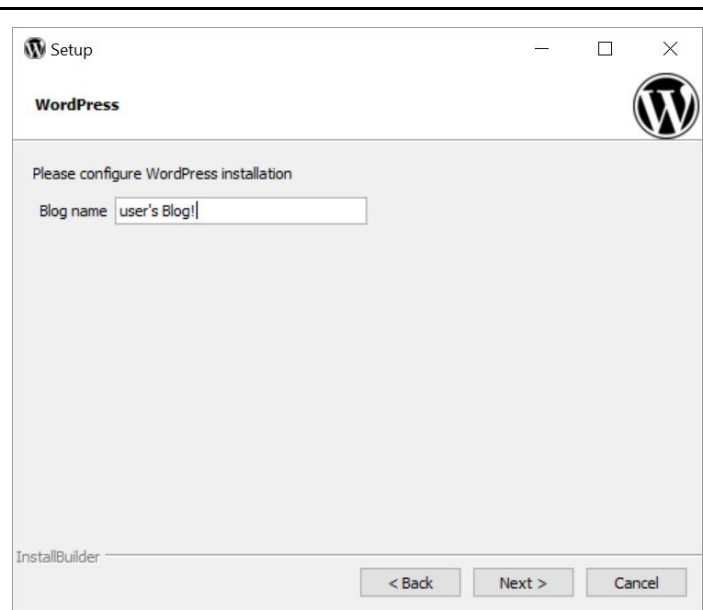 Setup
WordPress
Please configure WordPress installation
Blog name user's Blog!
InstallBuilder
< Back Next > Cancel